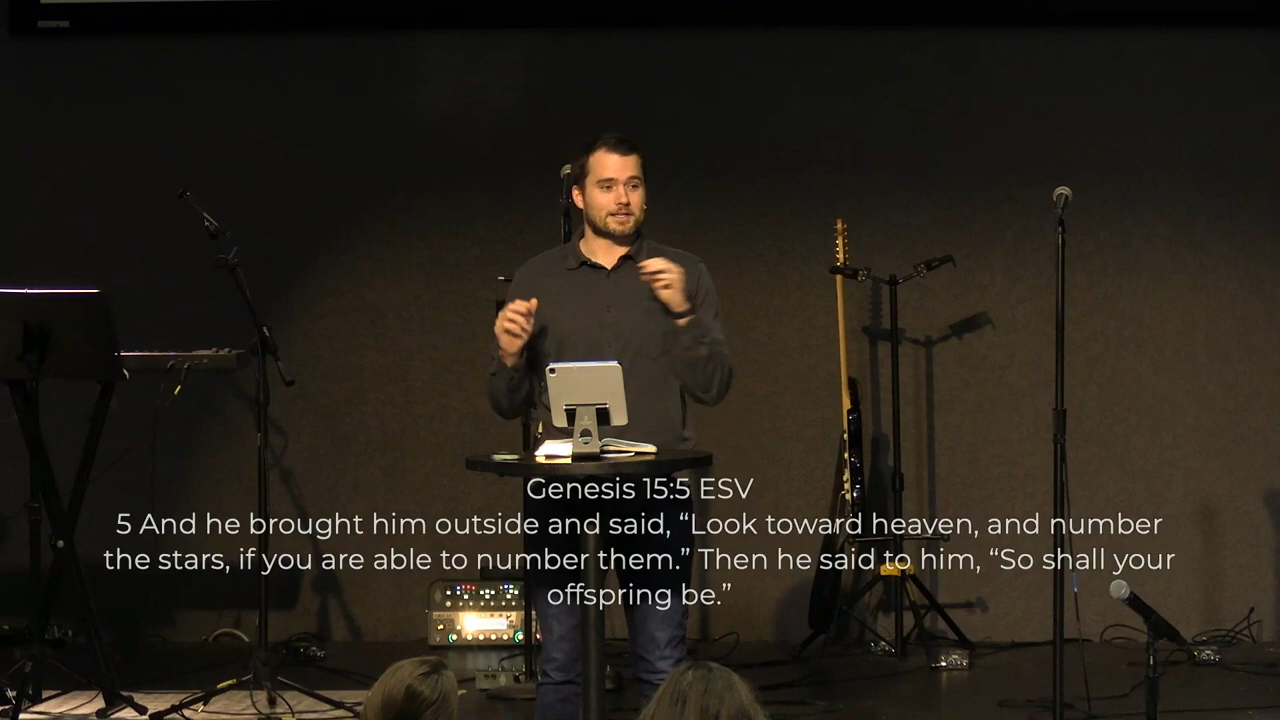 Genesis 15:5 ESV
5 And he brought him outside and said, “Look toward heaven, and number
the stars, if you are able to number them.” Then he said to him, “So shall your
offspring be.”